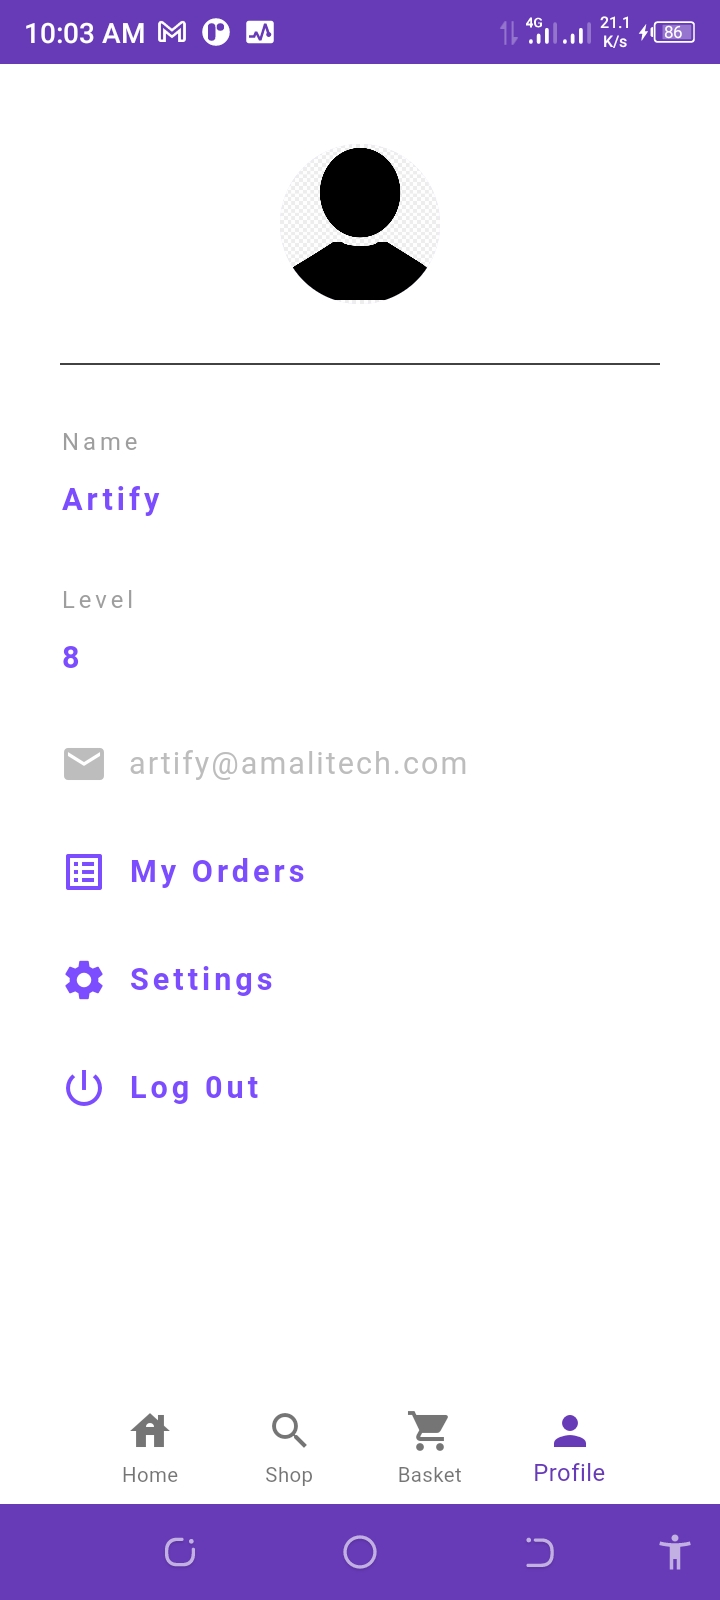 10:03 AM 4G 21.1 K/s 86
Name
Artify
Level
8
artify@amalitech.com
My Orders
Settings
Log 0ut
Home Shop Basket Profile